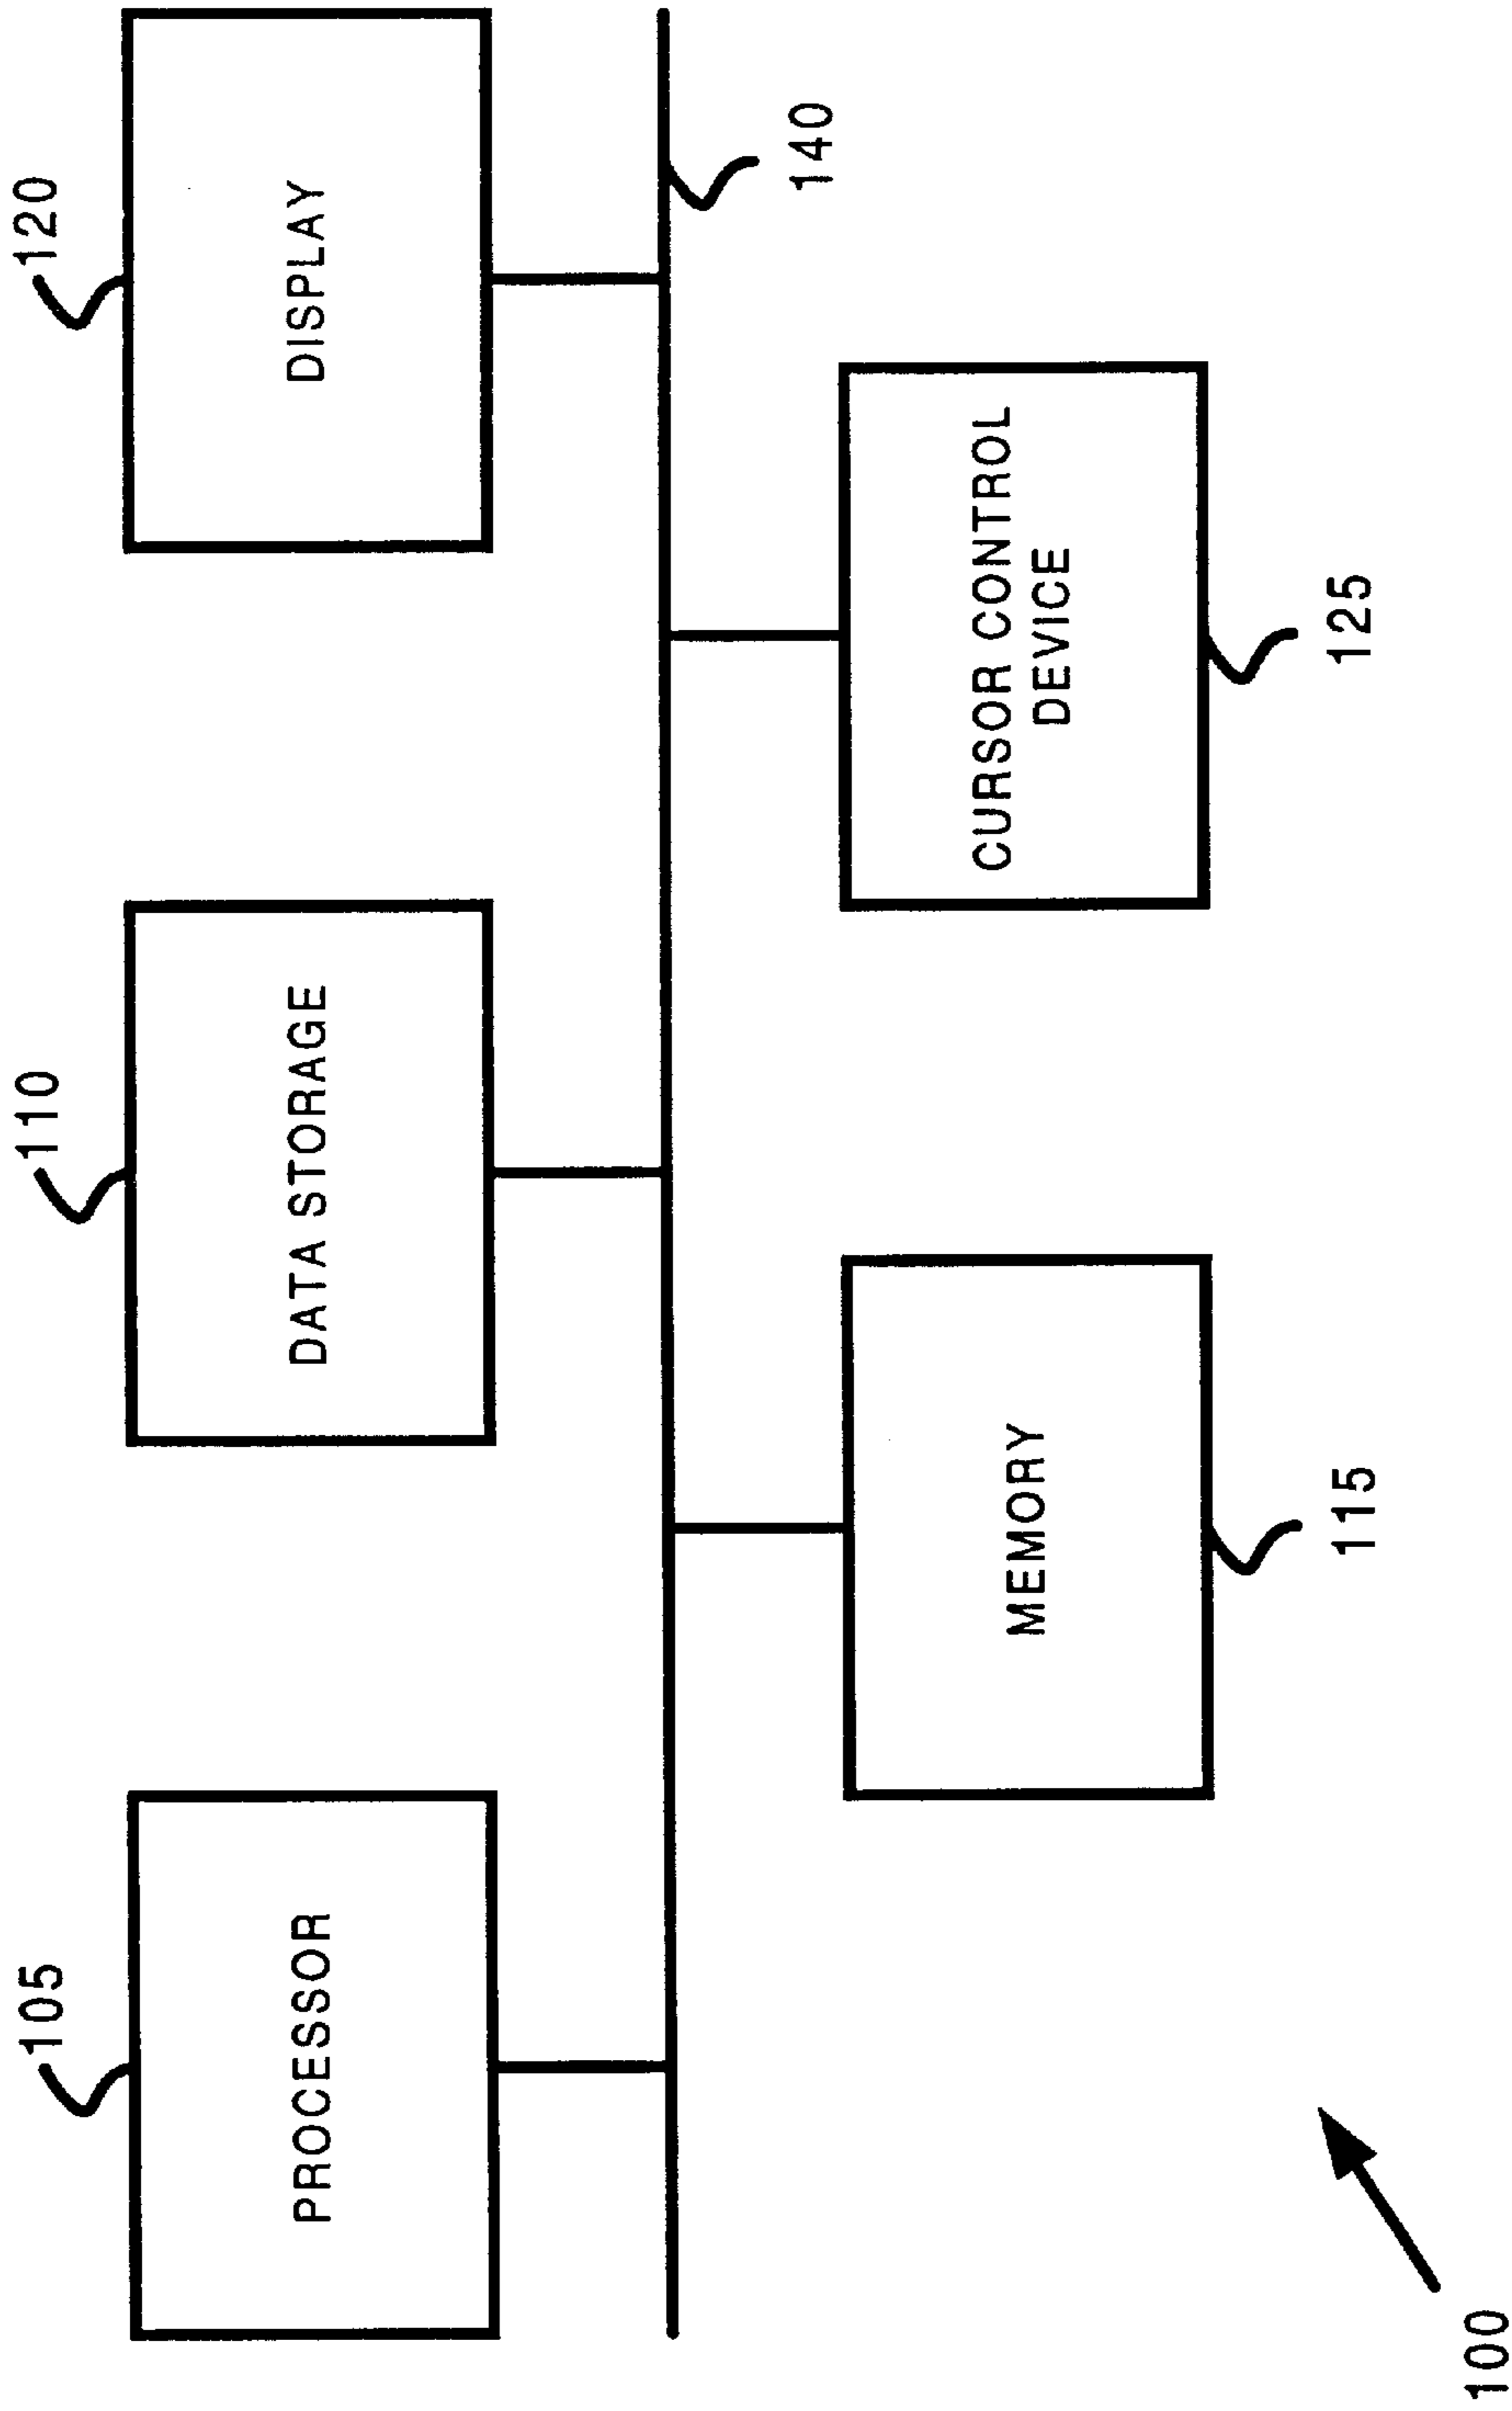 105
110
120
PROCESSOR
DATA STORAGE
DISPLAY
140
MEMORY
CURSOR CONTROL
DEVICE
115
125
100